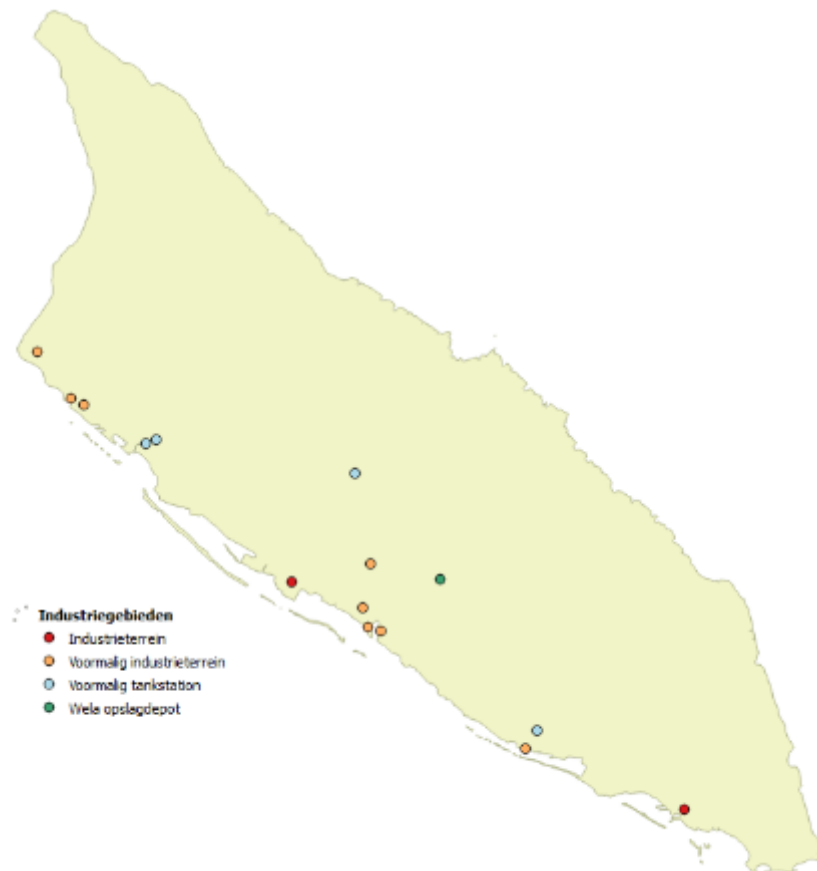 Industriegebieden
Industrieterrein
Voormalig industrieterrein
Voormalig tankstation
Wela opslagdepot